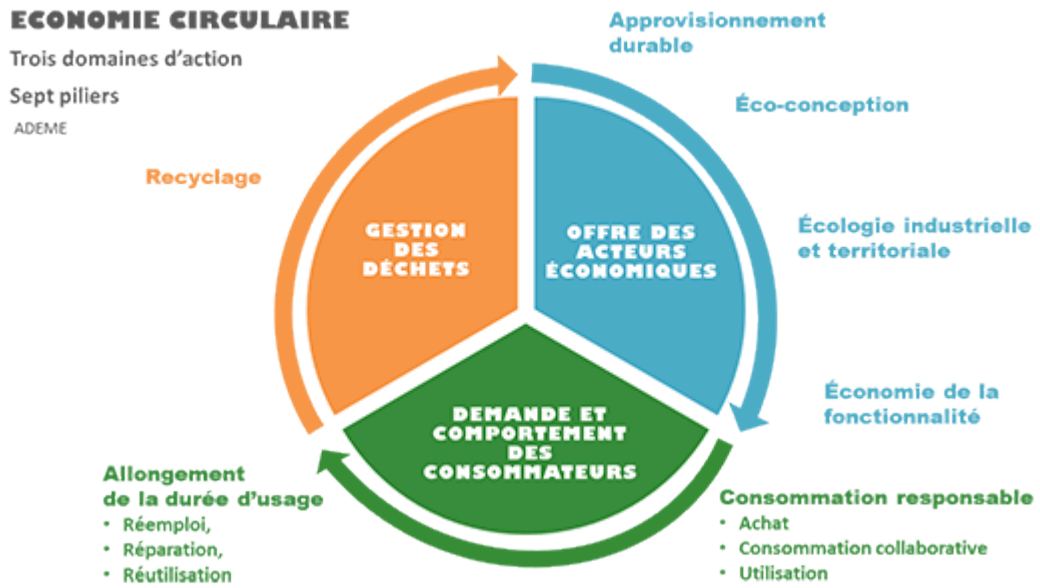 ECONOMIE CIRCULAIRE
Trois domaines d'action
Sept piliers
ADEME
Approvisionnement
durable
Éco-conception
Écologie industrielle
et territoriale
Économie de la
fonctionnalité
Recyclage
GESTION
DES
DÉCHETS
OFFRE DES
ACTEURS
ÉCONOMIQUES
DEMANDE ET
COMPORTEMENT
DES
CONSOMMATEURS
Consommation responsable
• Achat
• Consommation collaborative
• Utilisation
Allongement
de la durée d'usage
• Réemploi,
• Réparation,
• Réutilisation